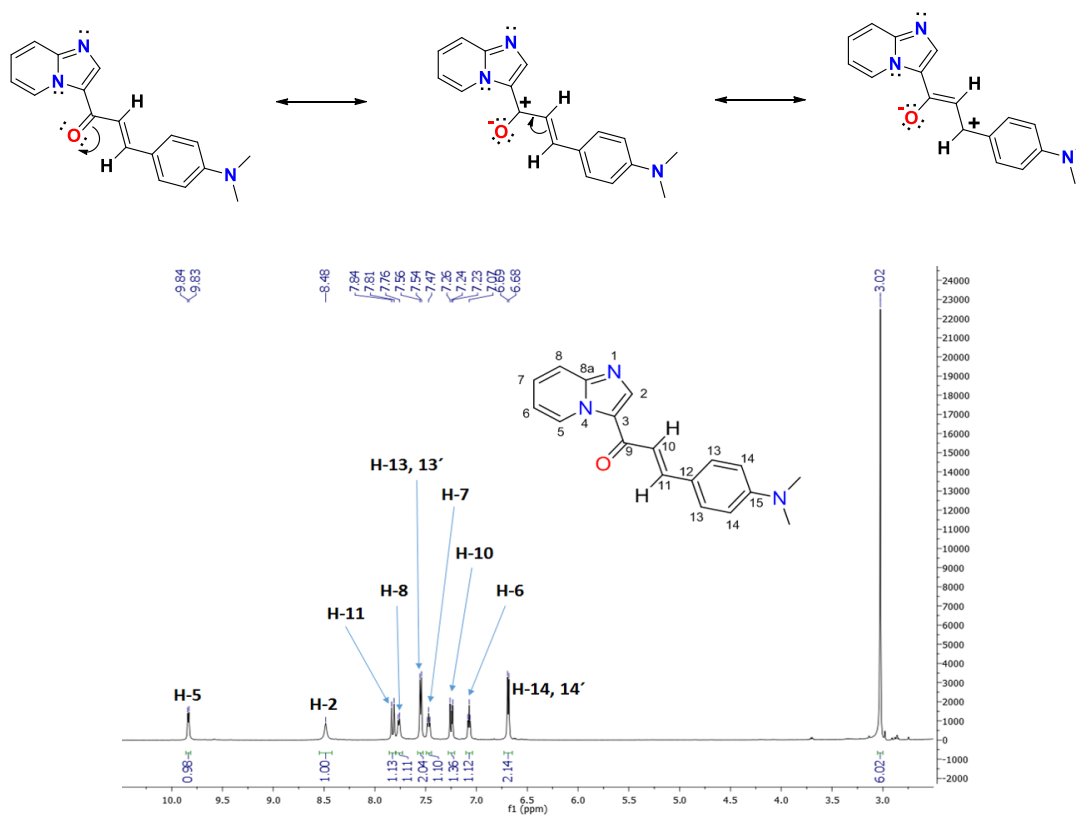 N N O H H N
N N + - O H H N
N N - O H H + N
9.84
9.83
8.48
7.84
7.81
7.76
7.56
7.54
7.47
7.26
7.24
7.23
7.07
6.69
6.68
3.02
24000
23000
22000
21000
20000
19000
18000
17000
16000
15000
14000
13000
12000
11000
10000
9000
8000
7000
6000
5000
4000
3000
2000
1000
0
-1000
-2000
8 1
8a N
7 2
6 N
4 3
5 H
10 13 14
9
O 12
H 11 15 N
13 14
H-13, 13´
H-7
H-10
H-8
H-6
H-11
H-5
H-2
H-14, 14´
0.98
1.00
1.13
1.11
2.04
1.10
1.36
1.12
2.14
6.02
10.0 9.5 9.0 8.5 8.0 7.5 7.0 6.5 6.0 5.5 5.0 4.5 4.0 3.5 3.0
f1 (ppm)